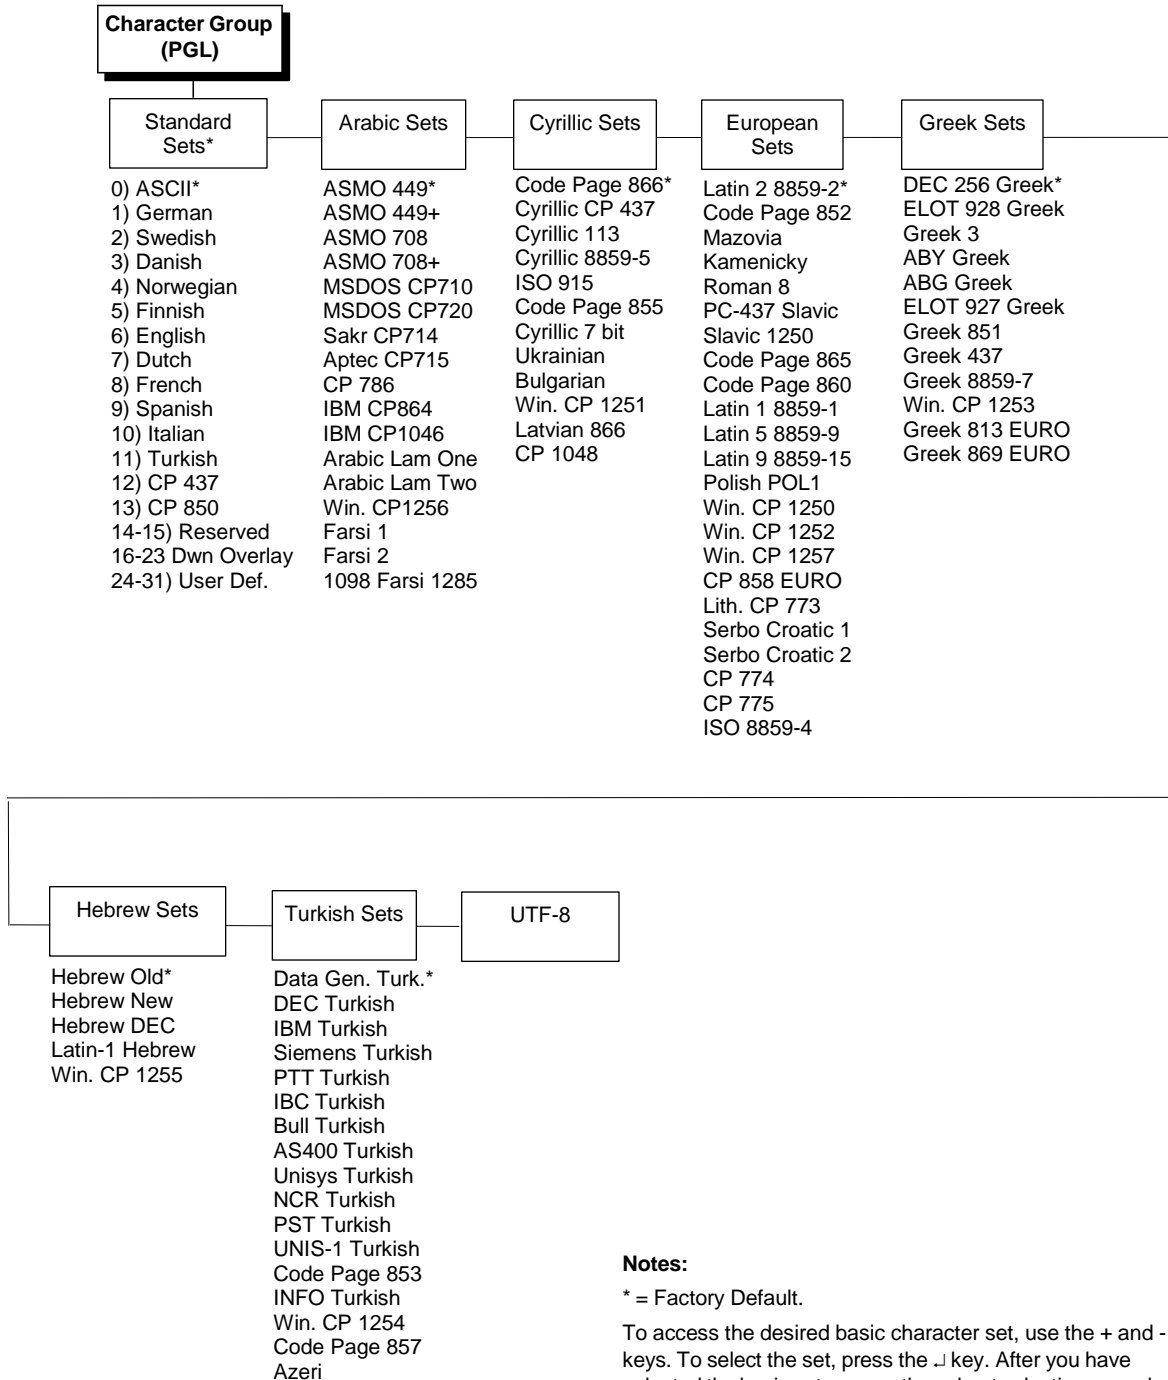 Character Group
(PGL)
Standard
Sets*
0) ASCII*
1) German
2) Swedish
3) Danish
4) Norwegian
5) Finnish
6) English
7) Dutch
8) French
9) Spanish
10) Italian
11) Turkish
12) CP 437
13) CP 850
14-15) Reserved
16-23 Dwn Overlay
24-31) User Def.
Arabic Sets
ASMO 449*
ASMO 449+
ASMO 708
ASMO 708+
MSDOS CP710
MSDOS CP720
Sakr CP714
Aptec CP715
CP 786
IBM CP864
IBM CP1046
Arabic Lam One
Arabic Lam Two
Win. CP1256
Farsi 1
Farsi 2
1098 Farsi 1285
Cyrillic Sets
Code Page 866*
Cyrillic CP 437
Cyrillic 113
Cyrillic 8859-5
ISO 915
Code Page 855
Cyrillic 7 bit
Ukrainian
Bulgarian
Win. CP 1251
Latvian 866
CP 1048
European
Sets
Latin 2 8859-2*
Code Page 852
Mazovia
Kamenicky
Roman 8
PC-437 Slavic
Slavic 1250
Code Page 865
Code Page 860
Latin 1 8859-1
Latin 5 8859-9
Latin 9 8859-15
Polish POL1
Win. CP 1250
Win. CP 1252
Win. CP 1257
CP 858 EURO
Lith. CP 773
Serbo Croatic 1
Serbo Croatic 2
CP 774
CP 775
ISO 8859-4
Greek Sets
DEC 256 Greek*
ELOT 928 Greek
Greek 3
ABY Greek
ABG Greek
ELOT 927 Greek
Greek 851
Greek 437
Greek 8859-7
Win. CP 1253
Greek 813 EURO
Greek 869 EURO
Hebrew Sets
Hebrew Old*
Hebrew New
Hebrew DEC
Latin-1 Hebrew
Win. CP 1255
Turkish Sets
Data Gen. Turk.*
DEC Turkish
IBM Turkish
Siemens Turkish
PTT Turkish
IBC Turkish
Bull Turkish
AS400 Turkish
Unisys Turkish
NCR Turkish
PST Turkish
UNIS-1 Turkish
Code Page 853
INFO Turkish
Win. CP 1254
Code Page 857
Azeri
UTF-8
Notes:
* = Factory Default.
To access the desired basic character set, use the + and -
keys. To select the set, press the ↵ key. After you have